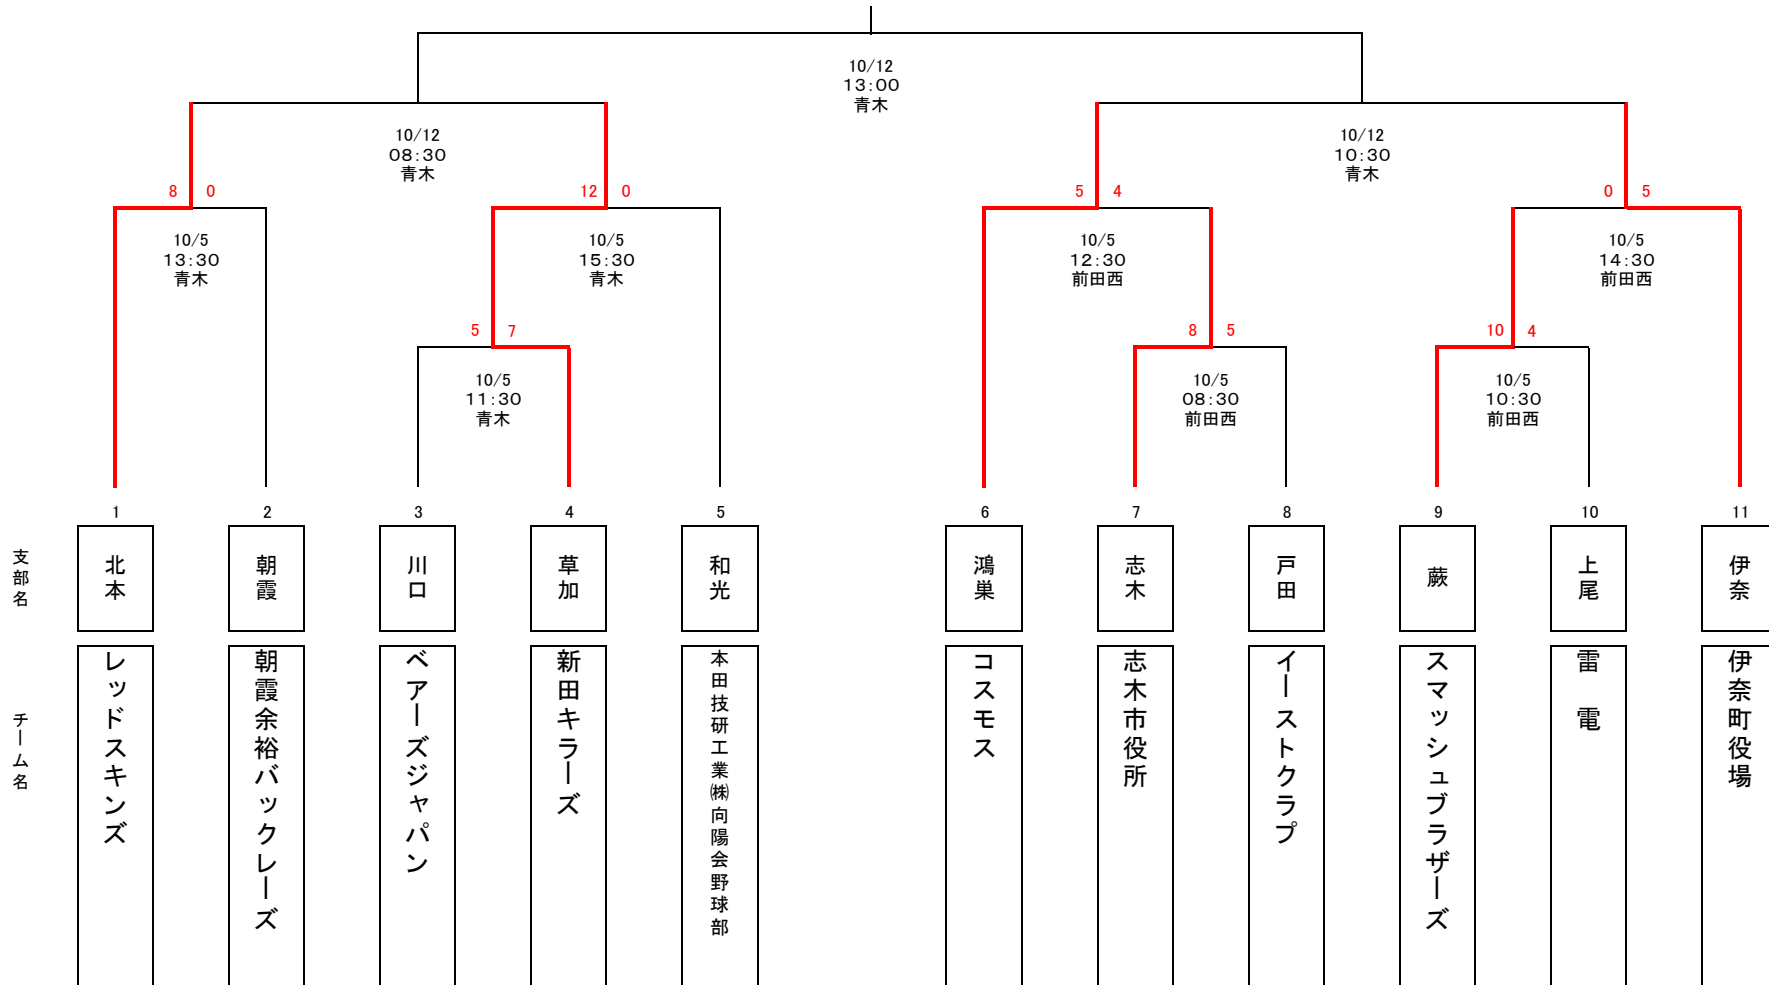 10/12
13:00
青木
10/12
08:30
青木
10/12
10:30
青木
8 0
12 0
5 4
0 5
10/5
13:30
青木
10/5
15:30
青木
10/5
12:30
前田西
10/5
14:30
前田西
5 7
8 5
10 4
10/5
11:30
青木
10/5
08:30
前田西
10/5
10:30
前田西
1 2 3 4 5 6 7 8 9 10 11
支部名
北本
朝霞
川口
草加
和光
鴻巣
志木
戸田
蕨
上尾
伊奈
チーム名
レッドスキンズ
朝霞余裕バックレーズ
ベアーズジャパン
新田キラーズ
本田技研工業㈱向陽会野球部
コスモス
志木市役所
イーストクラブ
スマッシュブラザーズ
雷 電
伊奈町役場